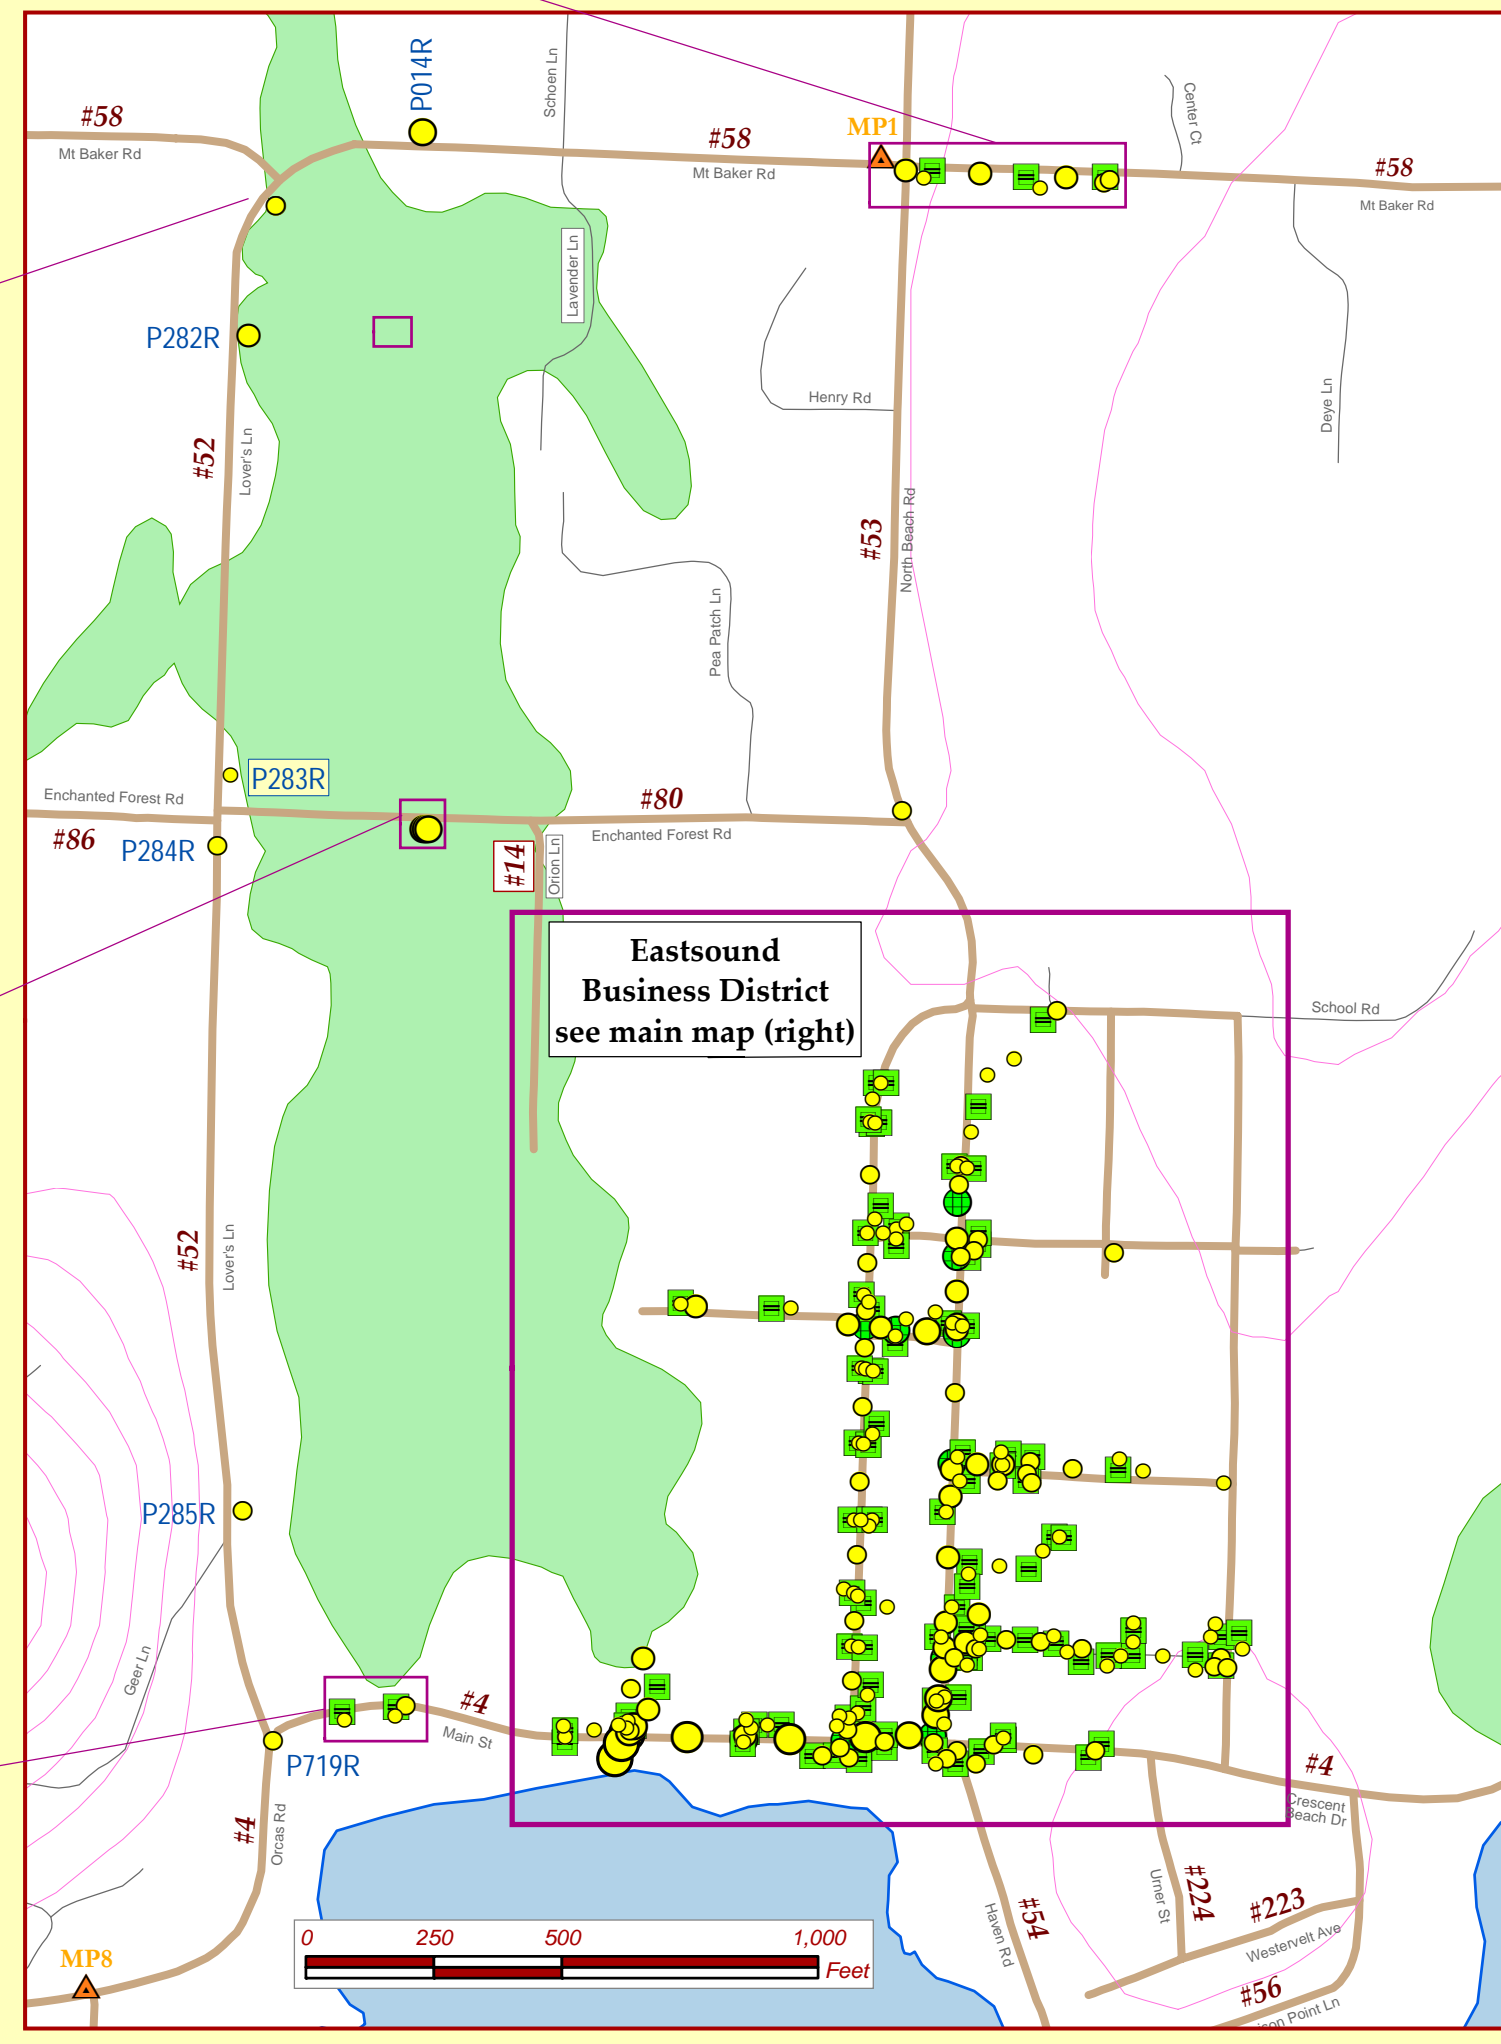 P014R
Schoen Ln
Center Ct
#58
Mt Baker Rd
#58
Mt Baker Rd
MP1
#58
Mt Baker Rd
Lavender Ln
P282R
Henry Rd
Deye Ln
#52
Lover's Ln
#53
North Beach Rd
Pea Patch Ln
P283R
Enchanted Forest Rd
#86
P284R
#80
Enchanted Forest Rd
#14
Orion Ln
Eastsound
Business District
see main map (right)
School Rd
#52
Lover's Ln
P285R
Geer Ln
#4
Main St
P719R
#4
Orcas Rd
#4
Crescent
Beach Dr
Urner St
#224
#223
Westervelt Ave
Haven Rd
#54
#56
Point Ln
MP8
0 250 500 1,000
Feet